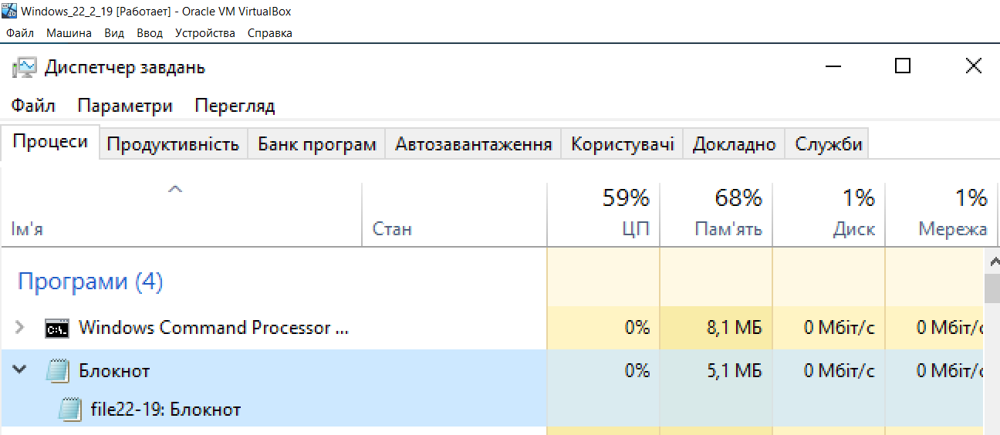 Windows_22_2_19 [Работает] - Oracle VM VirtualBox
Файл Машина Вид Ввод Устройства Справка
Диспетчер завдань
Файл Параметри Перегляд
Процеси Продуктивність Банк програм Автозавантаження Користувачі Докладно Служби
59% 68% 1% 1%
Ім'я Стан ЦП Пам'ять Диск Мережа
Програми (4)
Windows Command Processor ... 0% 8,1 МБ 0 Мбіт/с 0 Мбіт/с
Блокнот 0% 5,1 МБ 0 Мбіт/с 0 Мбіт/с
file22-19: Блокнот